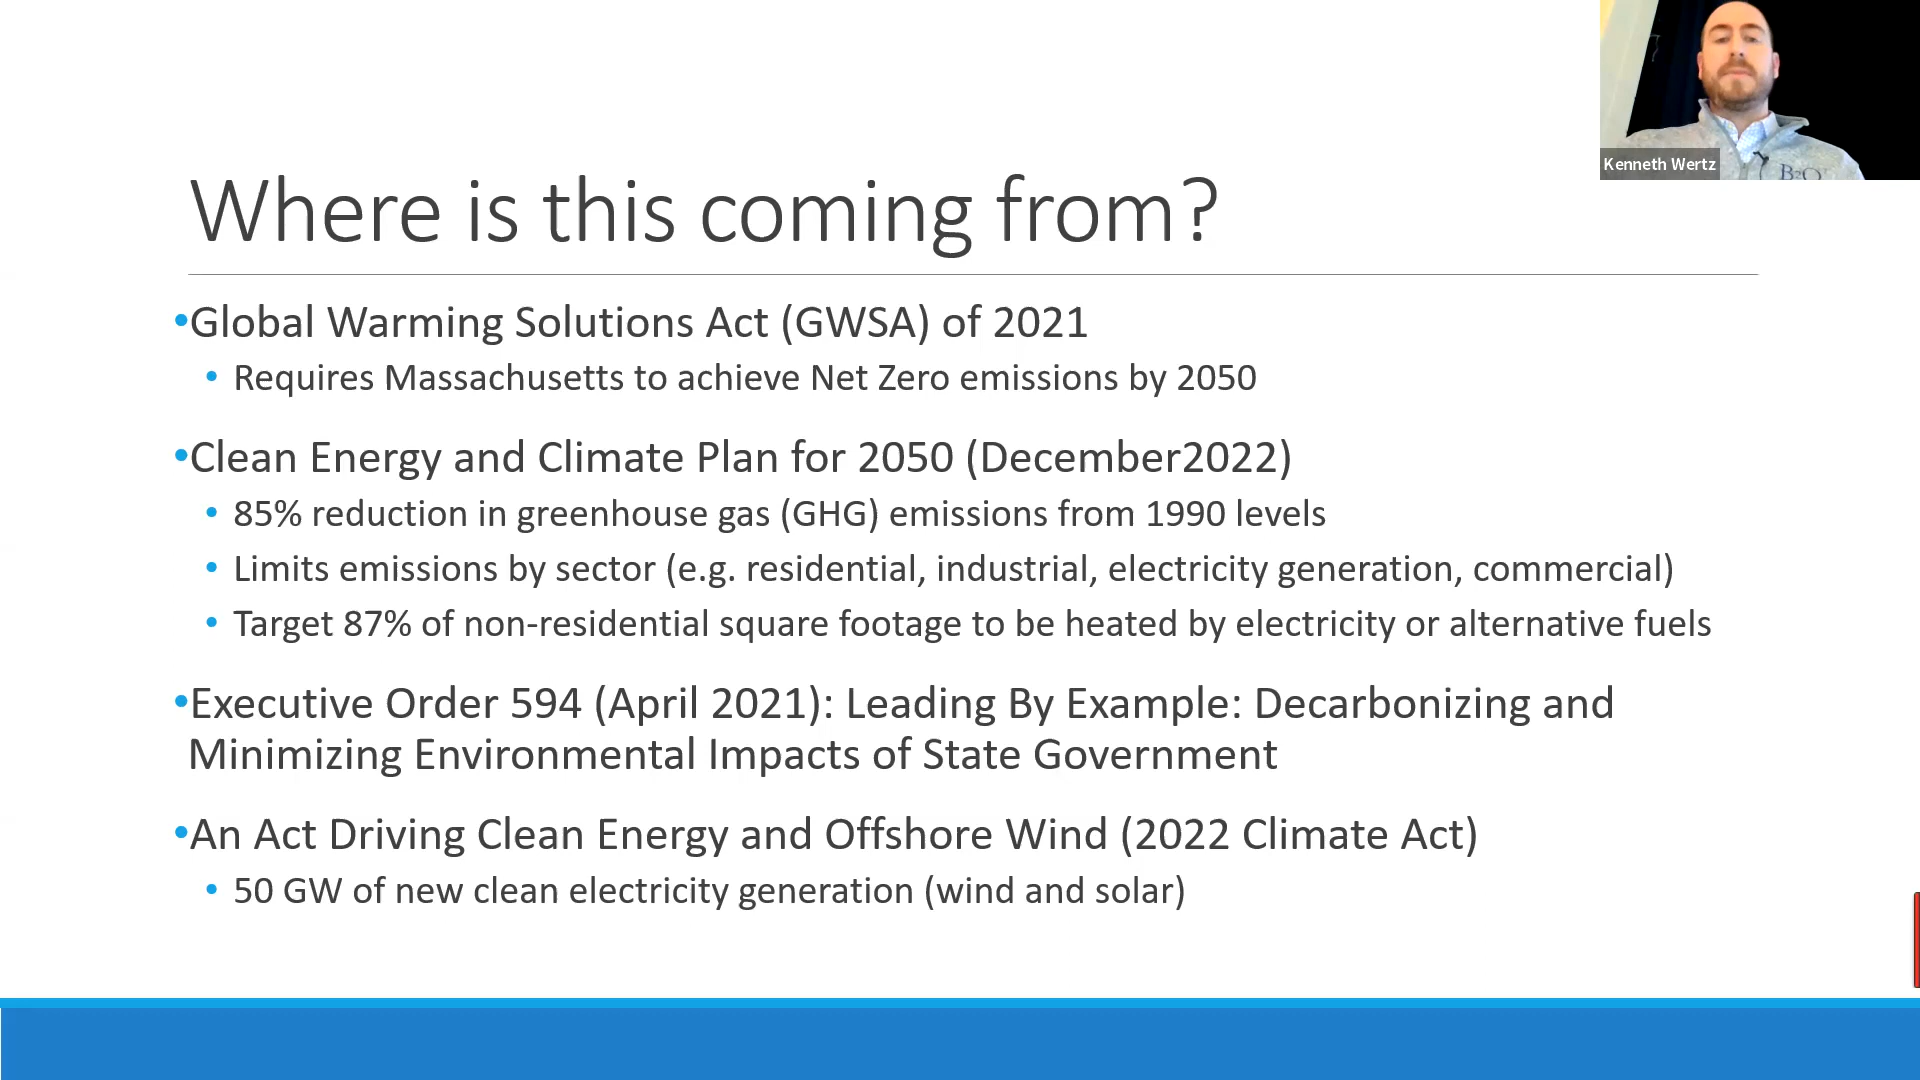 Kenneth Wertz
Where is this coming from?
•Global Warming Solutions Act (GWSA) of 2021
• Requires Massachusetts to achieve Net Zero emissions by 2050
•Clean Energy and Climate Plan for 2050 (December2022)
• 85% reduction in greenhouse gas (GHG) emissions from 1990 levels
• Limits emissions by sector (e.g. residential, industrial, electricity generation, commercial)
• Target 87% of non-residential square footage to be heated by electricity or alternative fuels
•Executive Order 594 (April 2021): Leading By Example: Decarbonizing and
Minimizing Environmental Impacts of State Government
•An Act Driving Clean Energy and Offshore Wind (2022 Climate Act)
• 50 GW of new clean electricity generation (wind and solar)